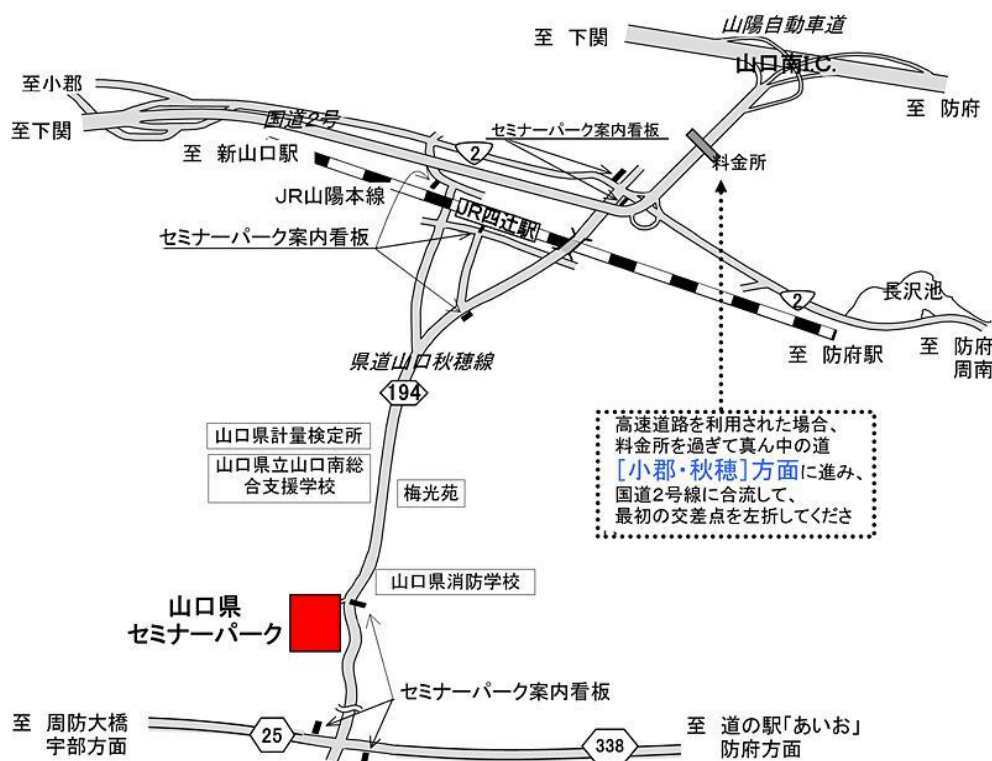 山陽自動車道
至 下関
山口南I.C.
至 防府
至小郡
至下関
国道2号
至 新山口駅
2
セミナーパーク案内看板
料金所
JR山陽本線
JR四辻駅
セミナーパーク案内看板
2
長沢池
至 防府駅
至 防府
周南
県道山口秋穂線
194
高速道路を利用された場合、
料金所を過ぎて真ん中の道
[小郡・秋穂]方面に進み、
国道2号線に合流して、
最初の交差点を左折してくださ
山口県計量検定所
山口県立山口南総
合支援学校
梅光苑
山口県消防学校
山口県
セミナーパーク
セミナーパーク案内看板
至 周防大橋
宇部方面
25
338
至 道の駅「あいお」
防府方面